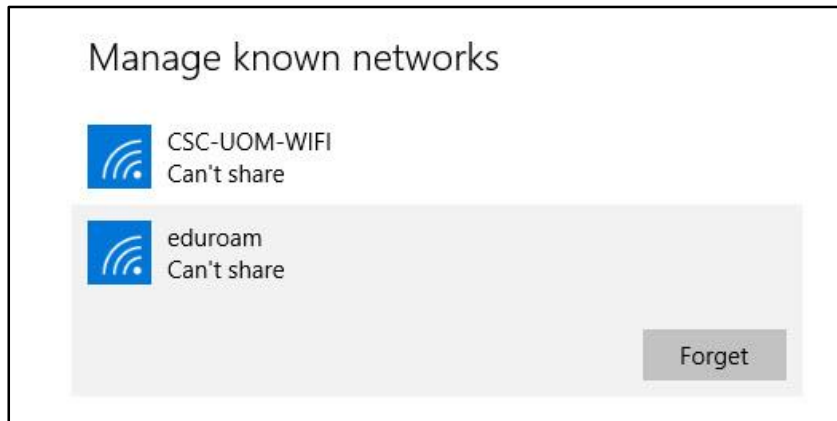 Manage known networks
CSC-UOM-WIFI
Can't share
eduroam
Can't share
Forget